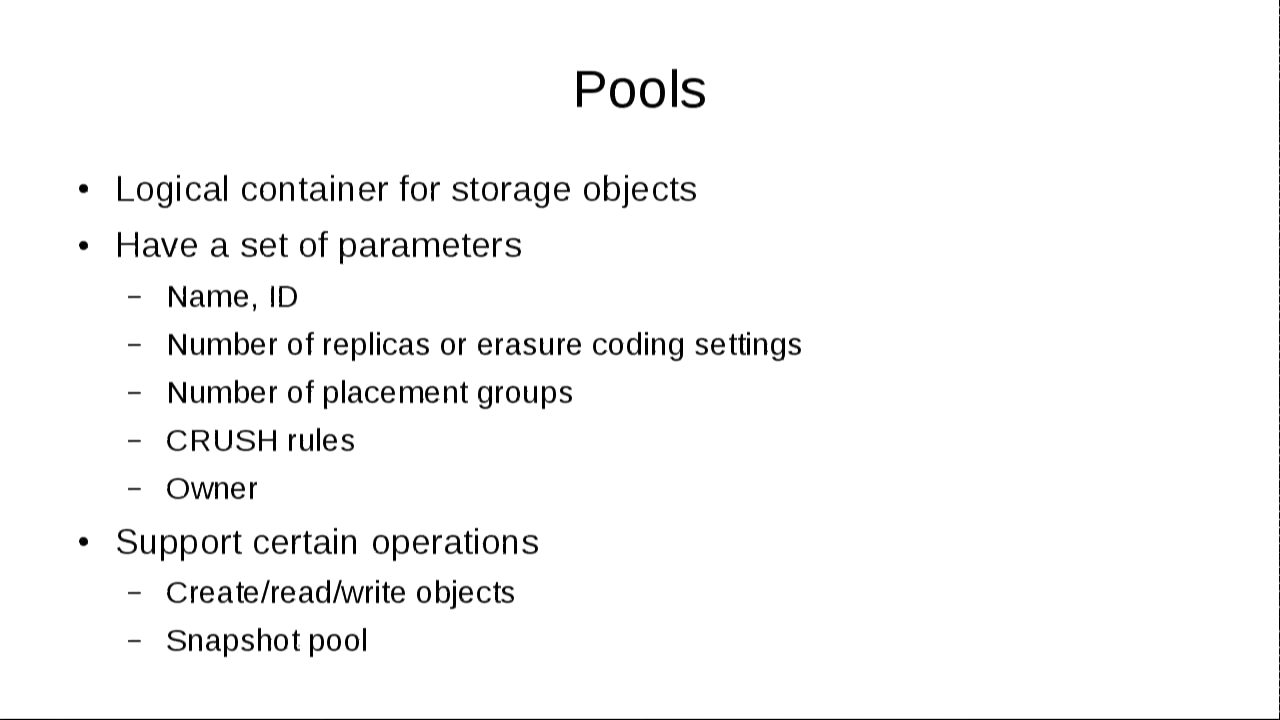 Pools
• Logical container for storage objects
• Have a set of parameters
– Name, ID
– Number of replicas or erasure coding settings
– Number of placement groups
– CRUSH rules
– Owner
• Support certain operations
– Create/read/write objects
– Snapshot pool